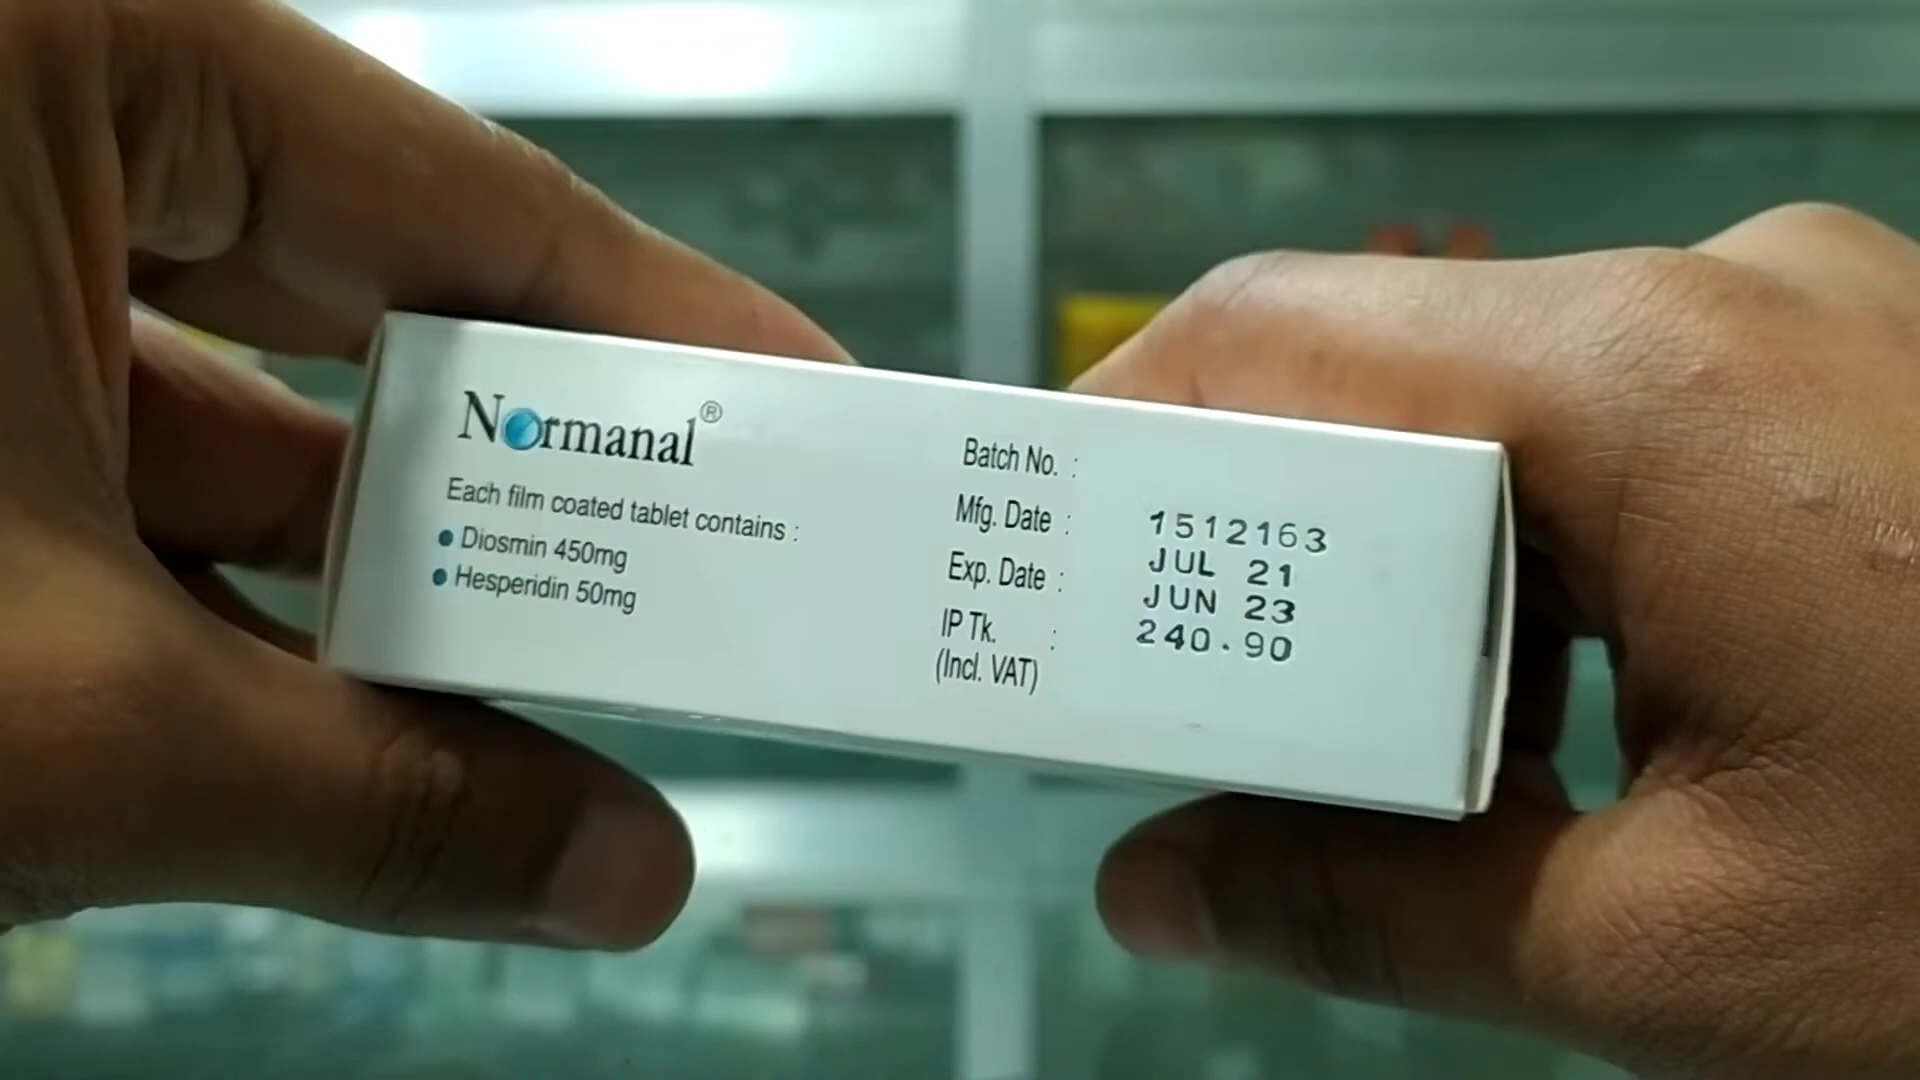 Normanal®
Each film coated tablet contains :
● Diosmin 450mg
● Hesperidin 50mg
Batch No. :
Mfg. Date :
Exp. Date :
IP Tk. :
(Incl. VAT)
1512163
JUL 21
JUN 23
240.90